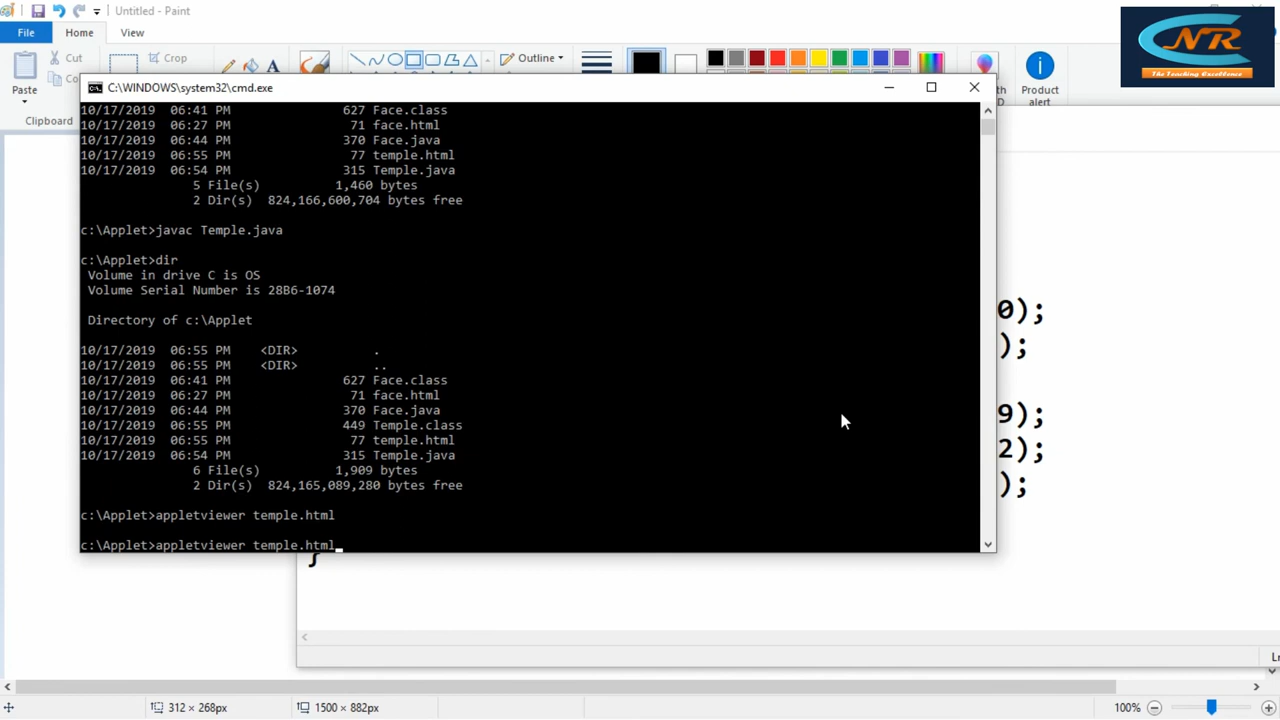 Untitled - Paint
File Home View
Paste
Cut
Crop
Outline
Product
alert
Clipboard
NR
The Teaching Excellence
C:\WINDOWS\system32\cmd.exe
10/17/2019 06:41 PM 627 Face.class
10/17/2019 06:27 PM 71 face.html
10/17/2019 06:44 PM 370 Face.java
10/17/2019 06:55 PM 77 temple.html
10/17/2019 06:54 PM 315 Temple.java
5 File(s) 1,460 bytes
2 Dir(s) 824,166,600,704 bytes free
c:\Applet>javac Temple.java
c:\Applet>dir
Volume in drive C is OS
Volume Serial Number is 28B6-1074
Directory of c:\Applet
10/17/2019 06:55 PM <DIR> .
10/17/2019 06:55 PM <DIR> ..
10/17/2019 06:41 PM 627 Face.class
10/17/2019 06:27 PM 71 face.html
10/17/2019 06:44 PM 370 Face.java
10/17/2019 06:55 PM 449 Temple.class
10/17/2019 06:55 PM 77 temple.html
10/17/2019 06:54 PM 315 Temple.java
6 File(s) 1,909 bytes
2 Dir(s) 824,165,089,280 bytes free
c:\Applet>appletviewer temple.html
c:\Applet>appletviewer temple.html
0);
);
9);
2);
);
}
312 × 268px 1500 × 882px 100%